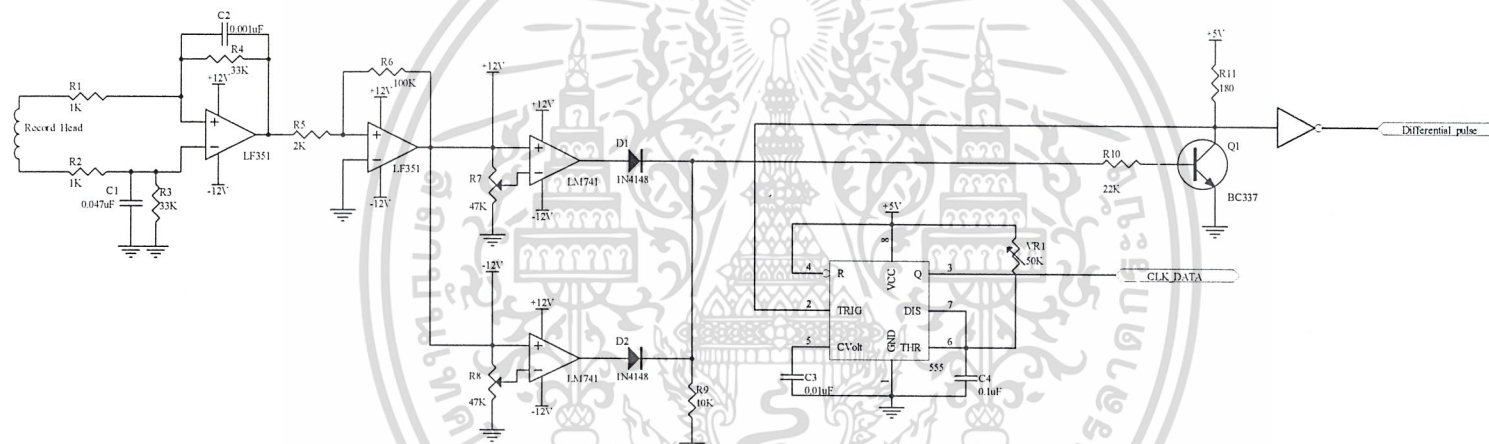 C2
0.001uF
R4
33K
+12V
R1
1K
Record Head
R2
1K
C1
0.047uF
R3
33K
LF351
-12V
R5
2K
R6
100K
+12V
LF351
-12V
+12V
+12V
R7
47K
LM741
-12V
D1
1N4148
-12V
+12V
R8
47K
LM741
-12V
D2
1N4148
R9
10K
+5V
4
R
8
VCC
Q
3
2
TRIG
DIS
7
5
CVolt
GND
THR
6
1
555
C3
0.01uF
C4
0.1uF
VR1
50K
CLK_DATA
R10
22K
+5V
R11
180
Q1
BC337
Differential pulse